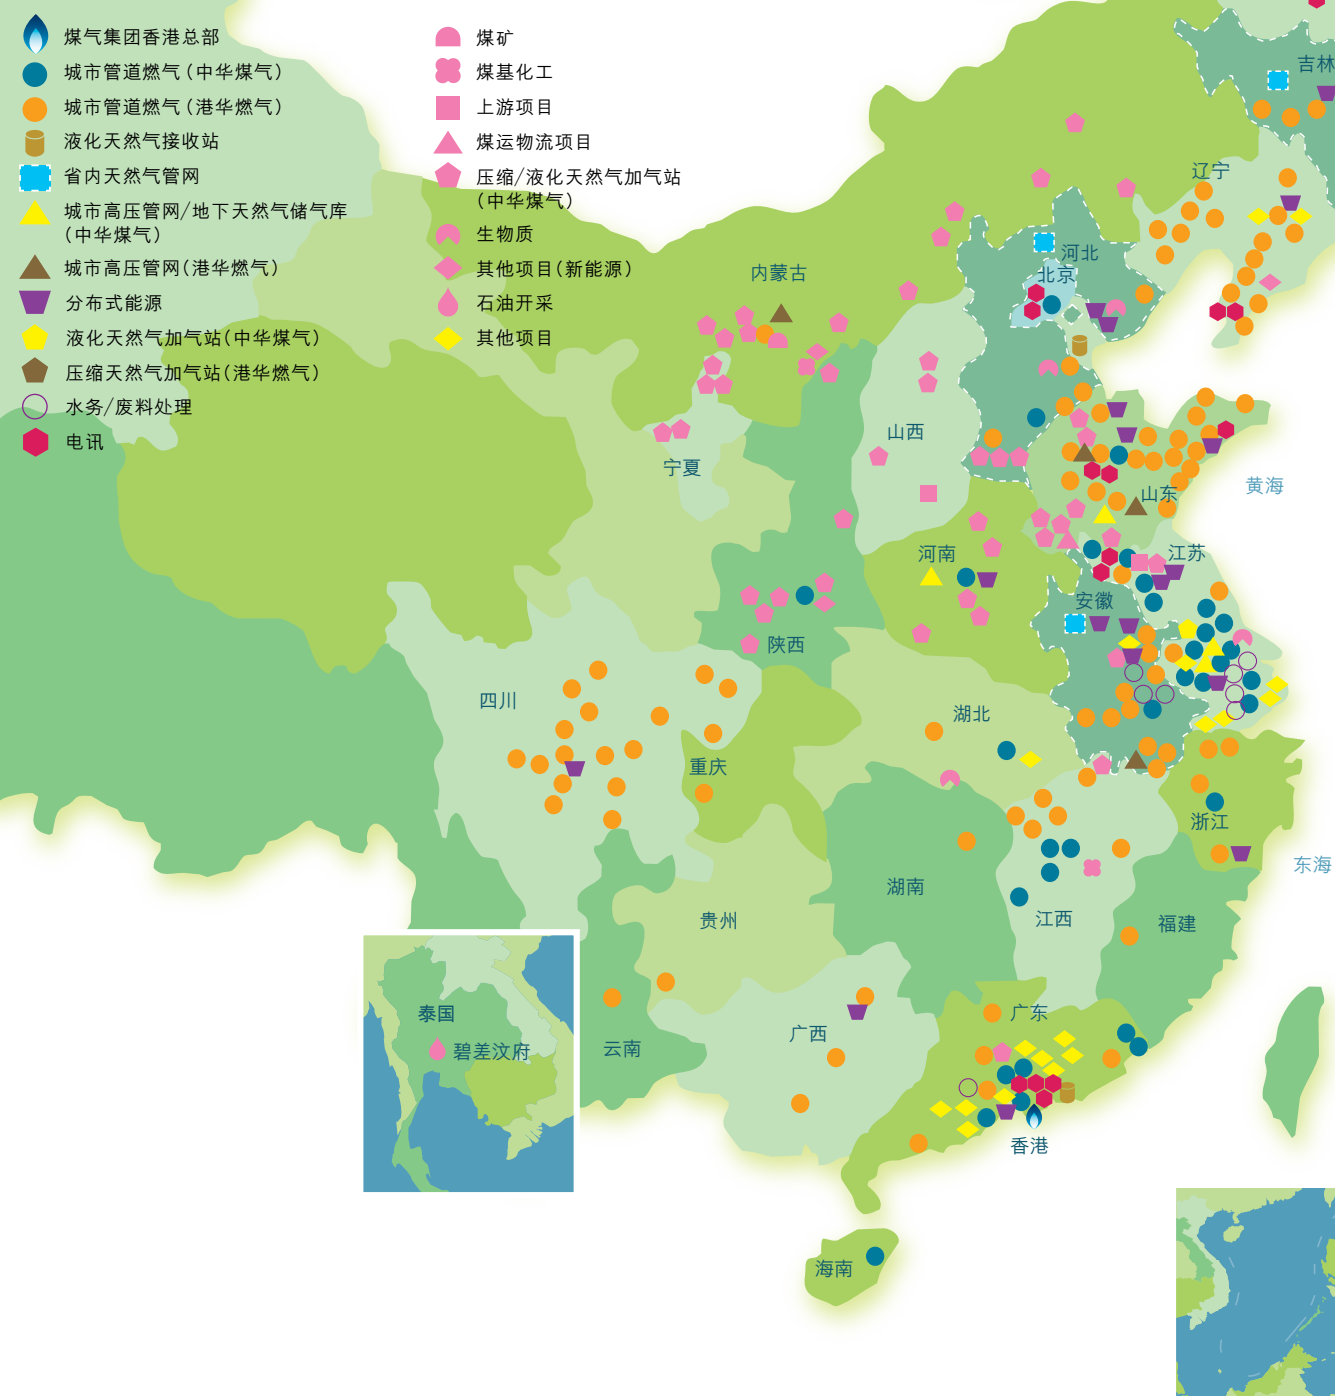 煤气集团香港总部
城市管道燃气(中华煤气)
城市管道燃气(港华燃气)
液化天然气接收站
省内天然气管网
城市高压管网/地下天然气储气库
(中华煤气)
城市高压管网(港华燃气)
分布式能源
液化天然气加气站(中华煤气)
压缩天然气加气站(港华燃气)
水务/废料处理
电讯
煤矿
煤基化工
上游项目
煤运物流项目
压缩/液化天然气加气站
(中华煤气)
生物质
其他项目(新能源)
石油开采
其他项目
吉林
辽宁
河北
北京
内蒙古
山西
宁夏
黄海
山东
河南
江苏
安徽
陕西
四川
湖北
重庆
浙江
东海
湖南
贵州
江西
福建
泰国
碧差汶府
云南
广西
广东
香港
海南